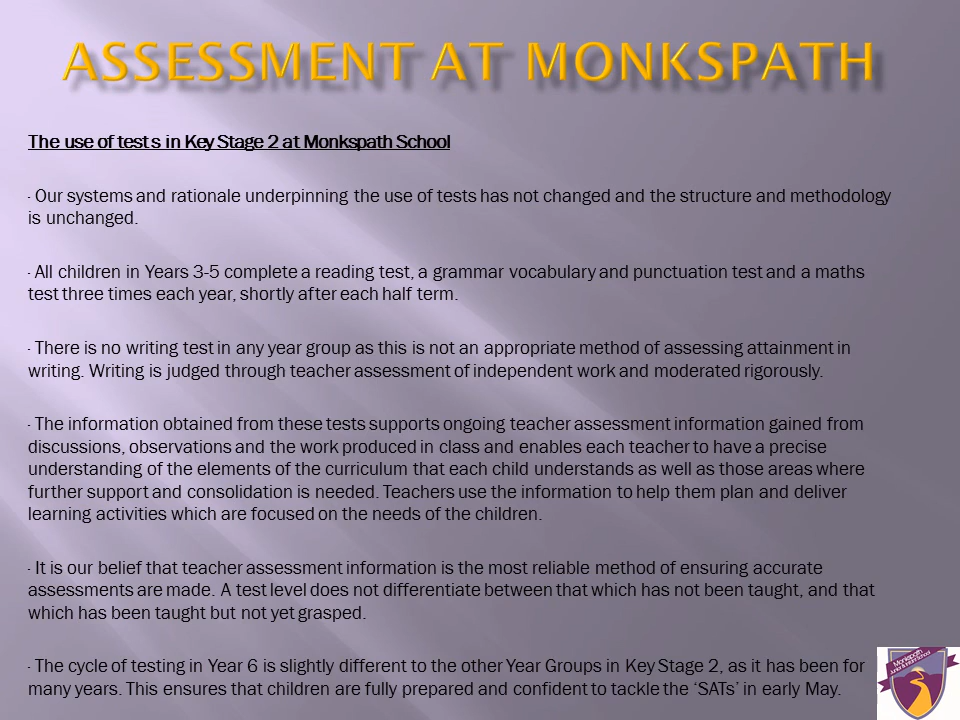 ASSESSMENT AT MONKSPATH
The use of tests in Key Stage 2 at Monkspath School
· Our systems and rationale underpinning the use of tests has not changed and the structure and methodology
is unchanged.
· All children in Years 3-5 complete a reading test, a grammar vocabulary and punctuation test and a maths
test three times each year, shortly after each half term.
· There is no writing test in any year group as this is not an appropriate method of assessing attainment in
writing. Writing is judged through teacher assessment of independent work and moderated rigorously.
· The information obtained from these tests supports ongoing teacher assessment information gained from
discussions, observations and the work produced in class and enables each teacher to have a precise
understanding of the elements of the curriculum that each child understands as well as those areas where
further support and consolidation is needed. Teachers use the information to help them plan and deliver
learning activities which are focused on the needs of the children.
· It is our belief that teacher assessment information is the most reliable method of ensuring accurate
assessments are made. A test level does not differentiate between that which has not been taught, and that
which has been taught but not yet grasped.
· The cycle of testing in Year 6 is slightly different to the other Year Groups in Key Stage 2, as it has been for
many years. This ensures that children are fully prepared and confident to tackle the ‘SATs’ in early May.
Monkspath